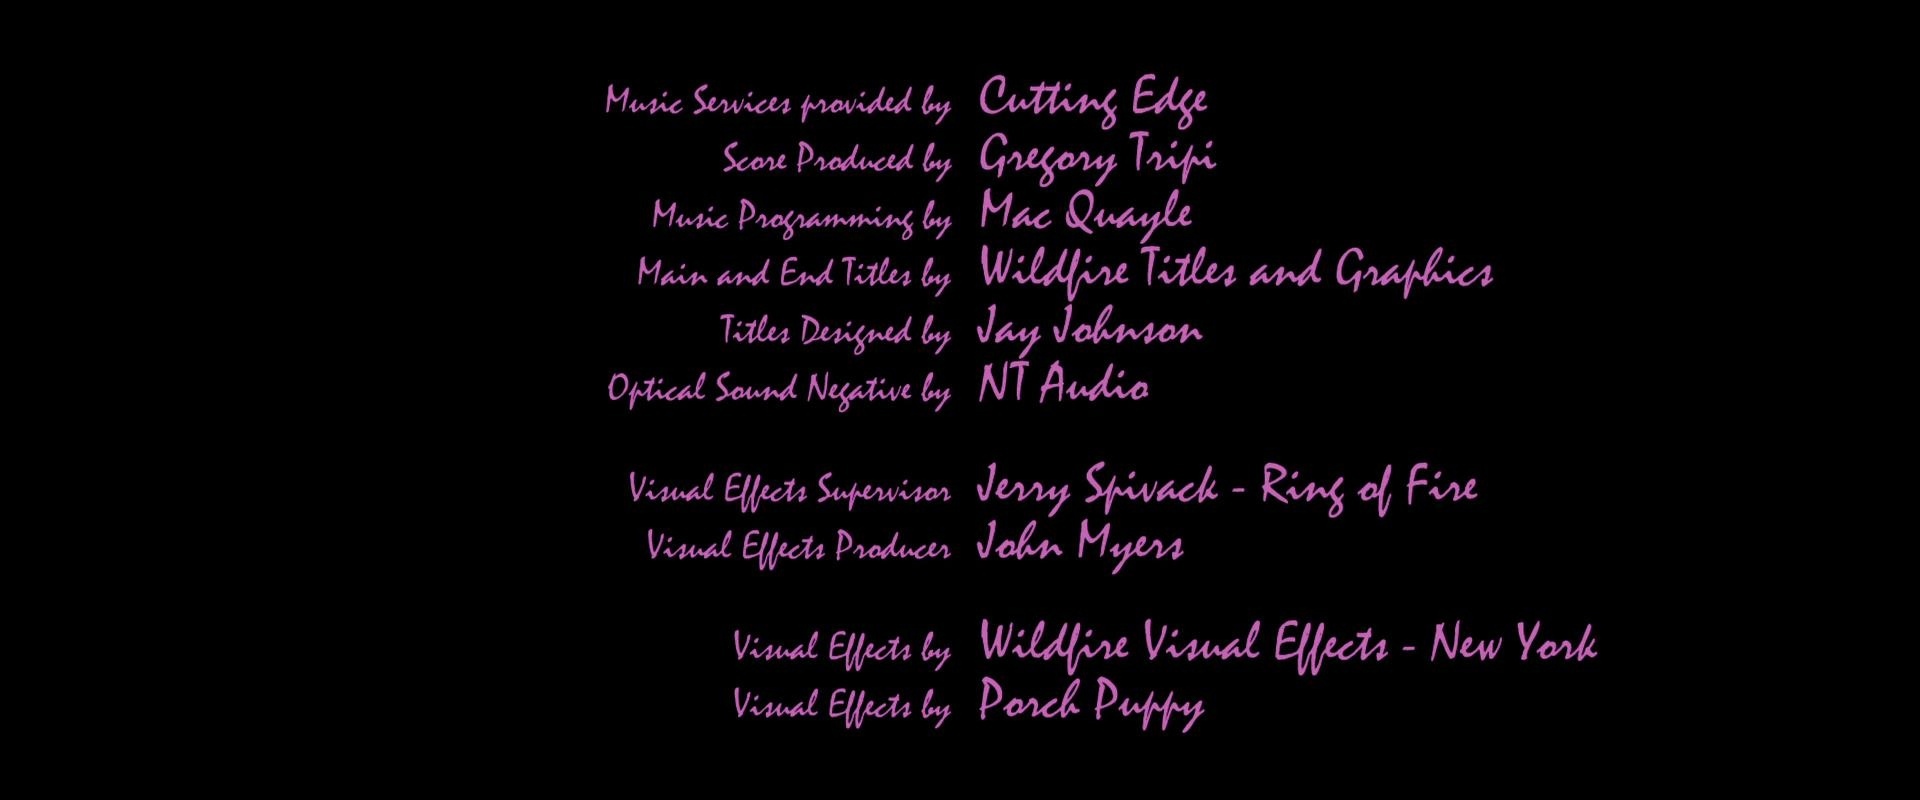 Music Services provided by Cutting Edge
Score Produced by Gregory Tripi
Music Programming by Mac Quayle
Main and End Titles by Wildfire Titles and Graphics
Titles Designed by Jay Johnson
Optical Sound Negative by NT Audio
Visual Effects Supervisor Jerry Spivack - Ring of Fire
Visual Effects Producer John Myers
Visual Effects by Wildfire Visual Effects - New York
Visual Effects by Porch Puppy